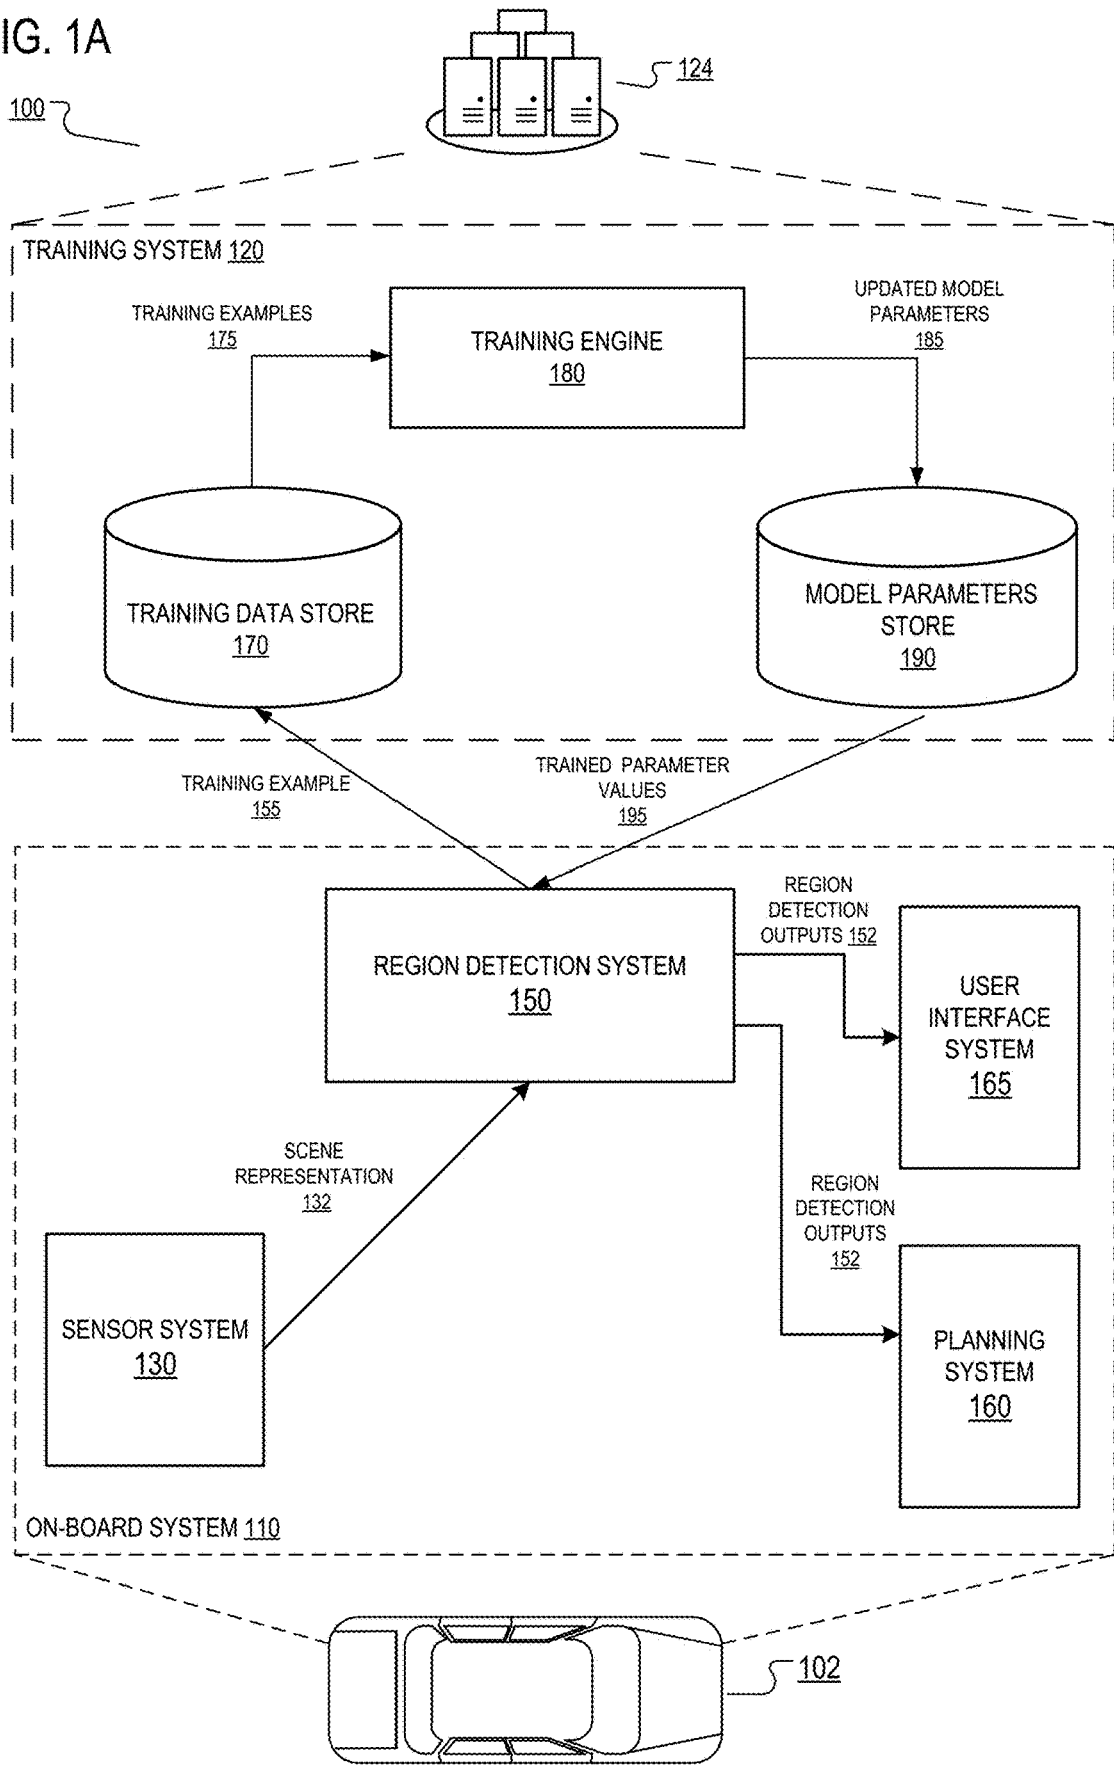 IG. 1A
124
100
TRAINING SYSTEM 120
TRAINING EXAMPLES
175
TRAINING ENGINE
180
UPDATED MODEL
PARAMETERS
185
TRAINING DATA STORE
170
MODEL PARAMETERS
STORE
190
TRAINING EXAMPLE
155
TRAINED PARAMETER
VALUES
195
REGION DETECTION SYSTEM
150
REGION
DETECTION
OUTPUTS 152
USER
INTERFACE
SYSTEM
165
SCENE
REPRESENTATION
132
REGION
DETECTION
OUTPUTS
152
SENSOR SYSTEM
130
PLANNING
SYSTEM
160
ON-BOARD SYSTEM 110
102